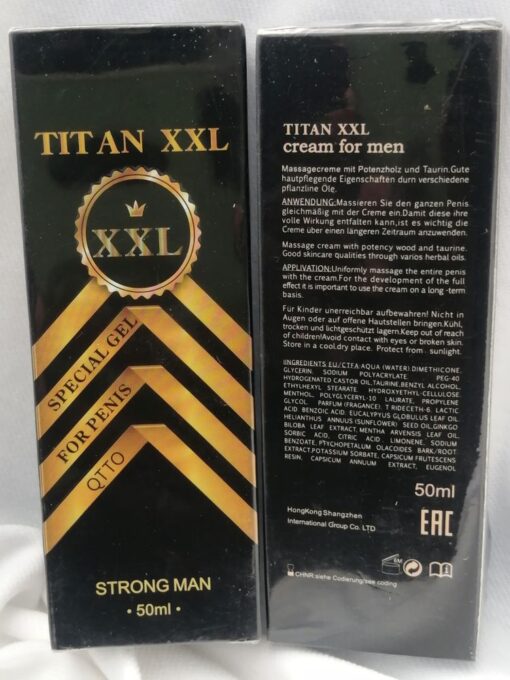 TITAN XXL
XXL
SPECIAL GEL
FOR PENIS
QTTO
STRONG MAN
• 50ml •
TITAN XXL
cream for men
Massagecreme mit Potenzholz und Taurin.Gute
hautpflegende Eigenschaften durn verschiedene
pflanzline Öle.
ANWENDUNG:Massieren Sie den ganzen Penis
gleichmäßig mit der Creme ein.Damit diese ihre
volle Wirkung entfalten kann,ist es wichtig die
Creme über einen längeren Zeitraum anzuwenden.
Massage cream with potency wood and taurine.
Good skincare qualities through varios herbal oils.
APPLIVATION:Uniformly massage the entire penis
with the cream.For the development of the full
effect it is important to use the cream on a long -term
basis.
Für Kinder unerreichbar aufbewahren! Nicht in
Augen oder auf offene Hautstellen bringen.Kühl,
trocken und lichtgeschützt lagern.Keep out of reach
of children!Avoid contact with eyes or broken skin.
Store in a cool.dry place. Protect from . sunlight.
IINGREDIENTS EU/CTFA:AQUA (WATER).DIMETHICONE,
GLYCERIN, SODIUM POLYACRYLATE PEG-40
HYDROGENATED CASTOR OIL,TAURINE,BENZYL ALCOHOL,
ETHYLHEXYL STEARATE HYDROXYETHYL-CELLULOSE
MENTHOL, POLYGLYCERYL-10 LAURATE, PROPYLENE
GLYCOL PARFUM (FRAGANCE) T RIDECETH-6. LACTIC
ACID. BENZOIC ACID, EUCALYPTUS GLOBULUS LEAF OIL
HELIANTHUS ANNUUS (SUNFLOWER) SEED OIL,GINKGO
BILOBA LEAF EXTRACT, MENTHA ARVENSIS LEAF OIL,
SORBIC ACID, CITRIC ACID LIMONENE, SODIUM
BENZOATE, PTYCHOPETALUM OLACOIDES BARK/ROOT
EXTRACT,POTASSIUM SORBATE, CAPSICUM FRUTESCENS
RESIN, CAPSICUM ANNUUM EXTRACT, EUGENOL
50ml
HongKong Shangzhen
International Group Co. LTD
EAC
CHNR.siehe Codierung/see coding